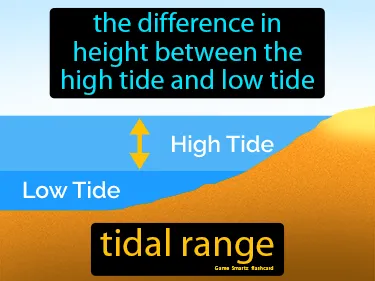 the difference in
height between the
high tide and low tide
High Tide
Low Tide
tidal range
Game Smartz flashcard